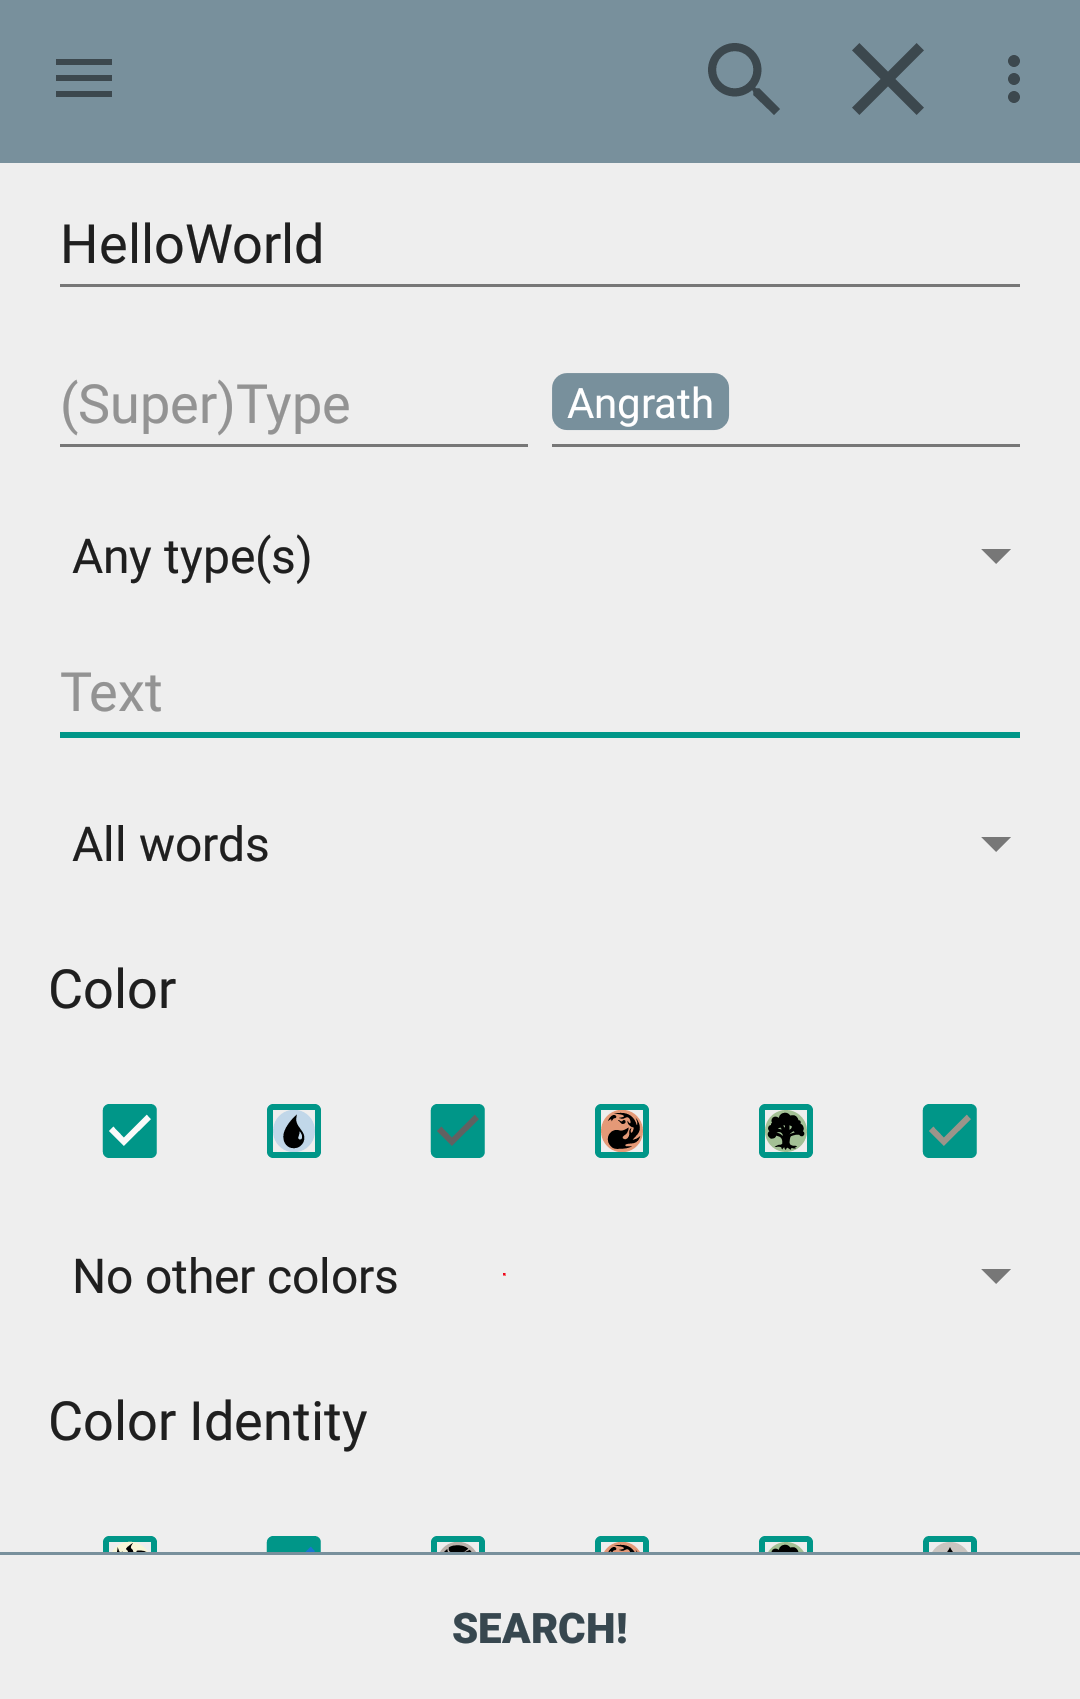 HelloWorld
(Super)Type Angrath
Any type(s)
Text
All words
Color
No other colors
Color Identity
SEARCH!